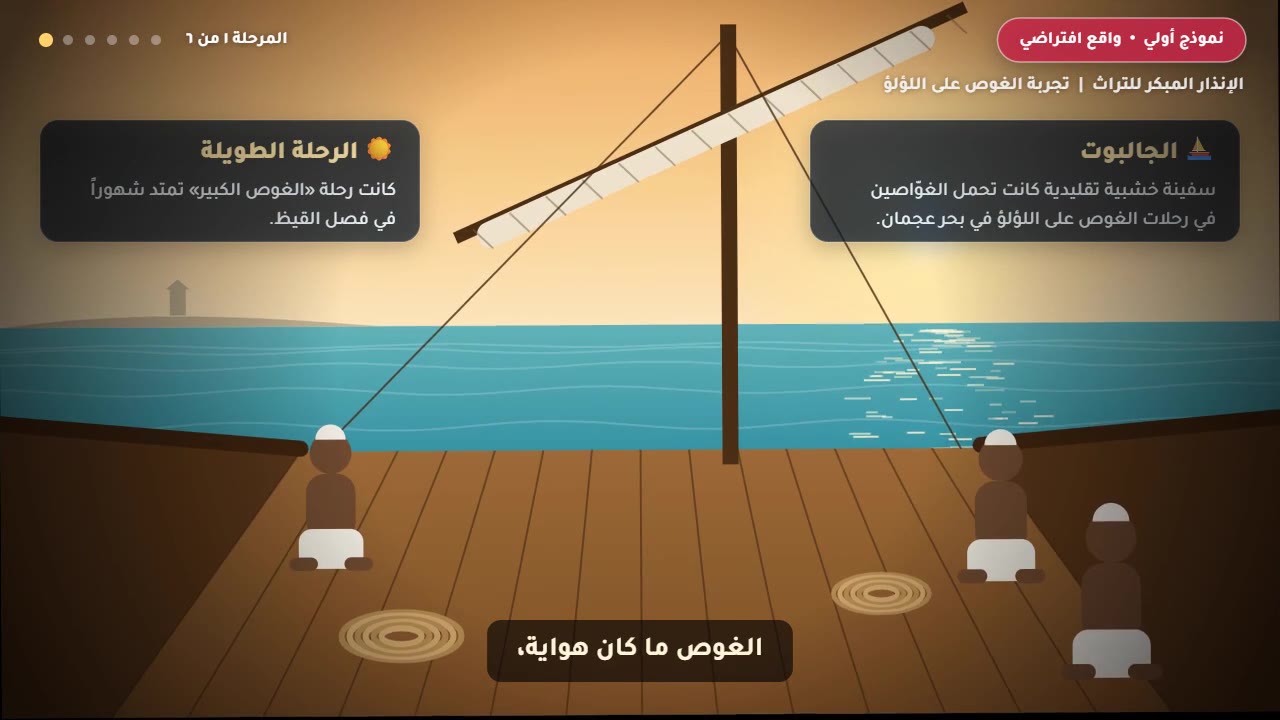 نموذج أولي • واقع افتراضي
المرحلة ١ من ٦
الإنذار المبكر للتراث | تجربة الغوص على اللؤلؤ
الجالبوت
سفينة خشبية تقليدية كانت تحمل الغوّاصين
في رحلات الغوص على اللؤلؤ في بحر عجمان.
الرحلة الطويلة
كانت رحلة «الغوص الكبير» تمتد شهوراً
في فصل القيظ.
الغوص ما كان هواية،